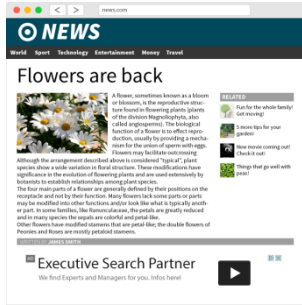 news.com
NEWS
World Sport Technology Entertainment Money Travel
Flowers are back
A flower, sometimes known as a bloom
or blossom, is the reproductive struc-
ture found in flowering plants (plants
of the division Magnoliophyta, also
called angiosperms). The biological
function of a flower is to effect repro-
duction, usually by providing a mecha-
nism for the union of sperm with eggs.
Flowers may facilitate outcrossing
Although the arrangement described above is considered "typical", plant
species show a wide variation in floral structure. These modifications have
significance in the evolution of flowering plants and are used extensively by
botanists to establish relationships among plant species.
The four main parts of a flower are generally defined by their positions on the
receptacle and not by their function. Many flowers lack some parts or parts
may be modified into other functions and/or look like what is typically anoth-
er part. In some families, like Ranunculaceae, the petals are greatly reduced
and in many species the sepals are colorful and petal-like.
Other flowers have modified stamens that are petal-like; the double flowers of
Peonies and Roses are mostly petaloid stamens.
WRITTEN BY JAMES SMITH
RELATED
Fun for the whole family!
Get moving!
5 more tips for your
garden!
New movie coming out!
Check it out!
Things that go well with
peas!
AD
Executive Search Partner
We find Experts and Managers for you. Infos here!